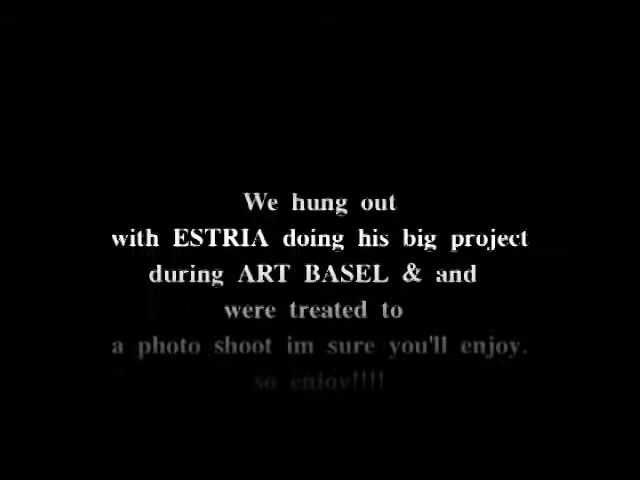 We hung out
with ESTRIA doing his big project
during ART BASEL & and
were treated to
a photo shoot im sure you'll enjoy.
so enjoy!!!!